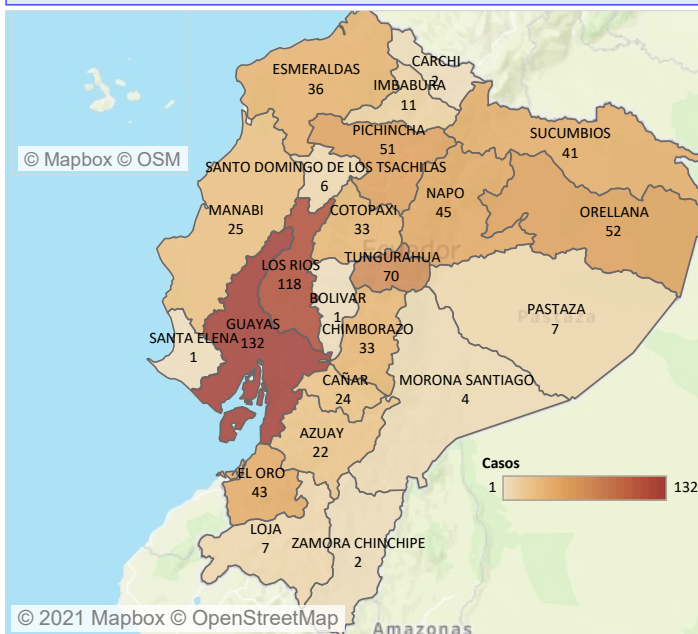 CARCHI
2
ESMERALDAS
36
IMBABURA
11
PICHINCHA
51
SUCUMBIOS
41
© Mapbox © OSM
SANTO DOMINGO DE LOS TSACHILAS
6
NAPO
45
MANABI
25
COTOPAXI
33
ORELLANA
52
Ecuador
TUNGURAHUA
70
LOS RIOS
118
BOLIVAR
1
PASTAZA
7
Pastaza
GUAYAS
132
SANTA ELENA
1
CHIMBORAZO
33
CAÑAR
24
MORONA SANTIAGO
4
AZUAY
22
Casos
1 132
EL ORO
43
LOJA
7
ZAMORA CHINCHIPE
2
© 2021 Mapbox © OpenStreetMap
Amazonas